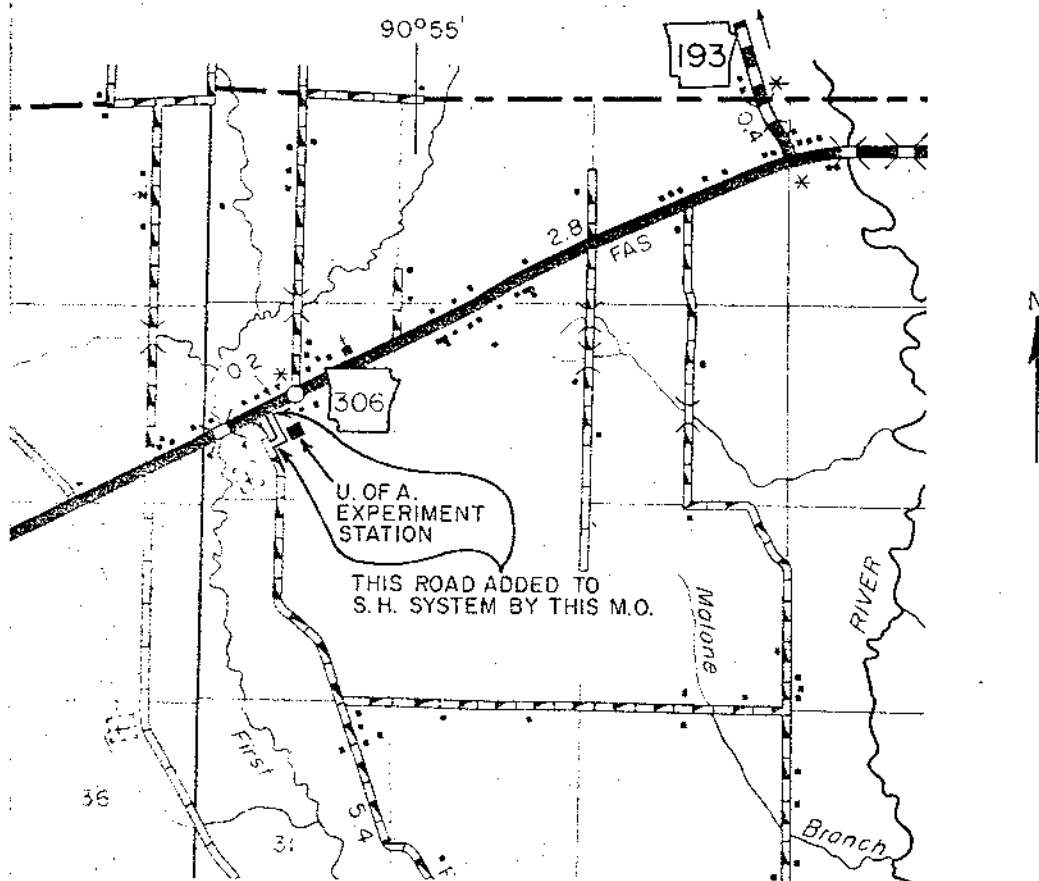 90°55'
193
0.4
N
2.8
FAS
0.2
306
U. OF A.
EXPERIMENT
STATION
THIS ROAD ADDED TO
S.H. SYSTEM BY THIS M.O.
Malone
RIVER
First
36
31
5.4
Branch
F